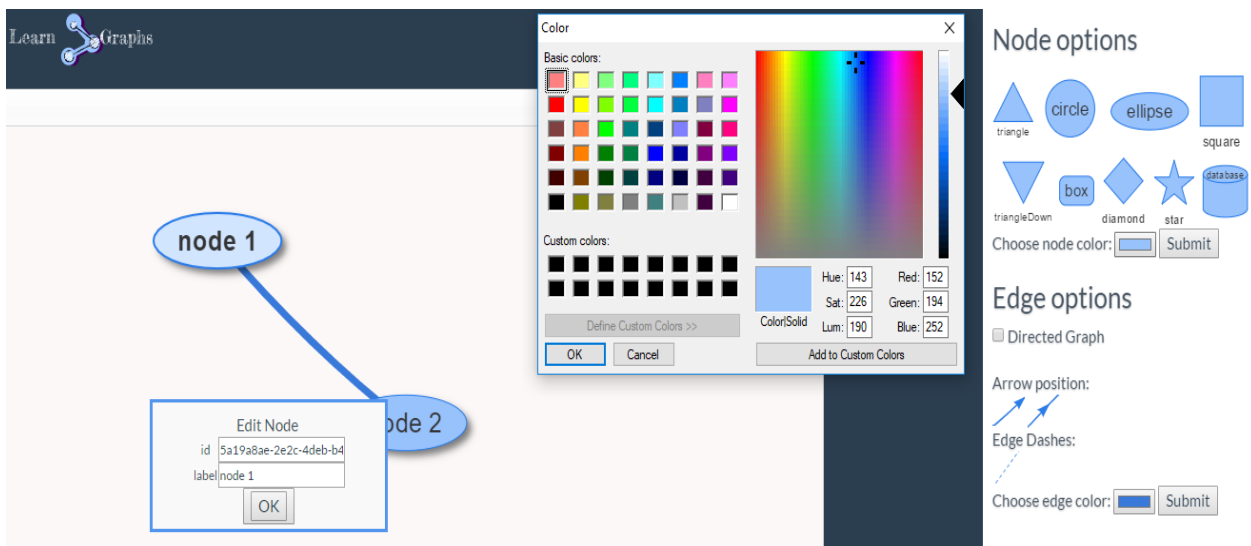 Learn Graphs
node 1
node 2
Edit Node
id 5a19a8ae-2e2c-4deb-b4
label node 1
OK
Color
Basic colors:
Custom colors:
Define Custom Colors >>
OK Cancel
Color|Solid
Hue: 143 Red: 152
Sat: 226 Green: 194
Lum: 190 Blue: 252
Add to Custom Colors
Node options
triangle circle ellipse square
triangleDown box diamond star database
Choose node color: Submit
Edge options
Directed Graph
Arrow position:
Edge Dashes:
Choose edge color: Submit